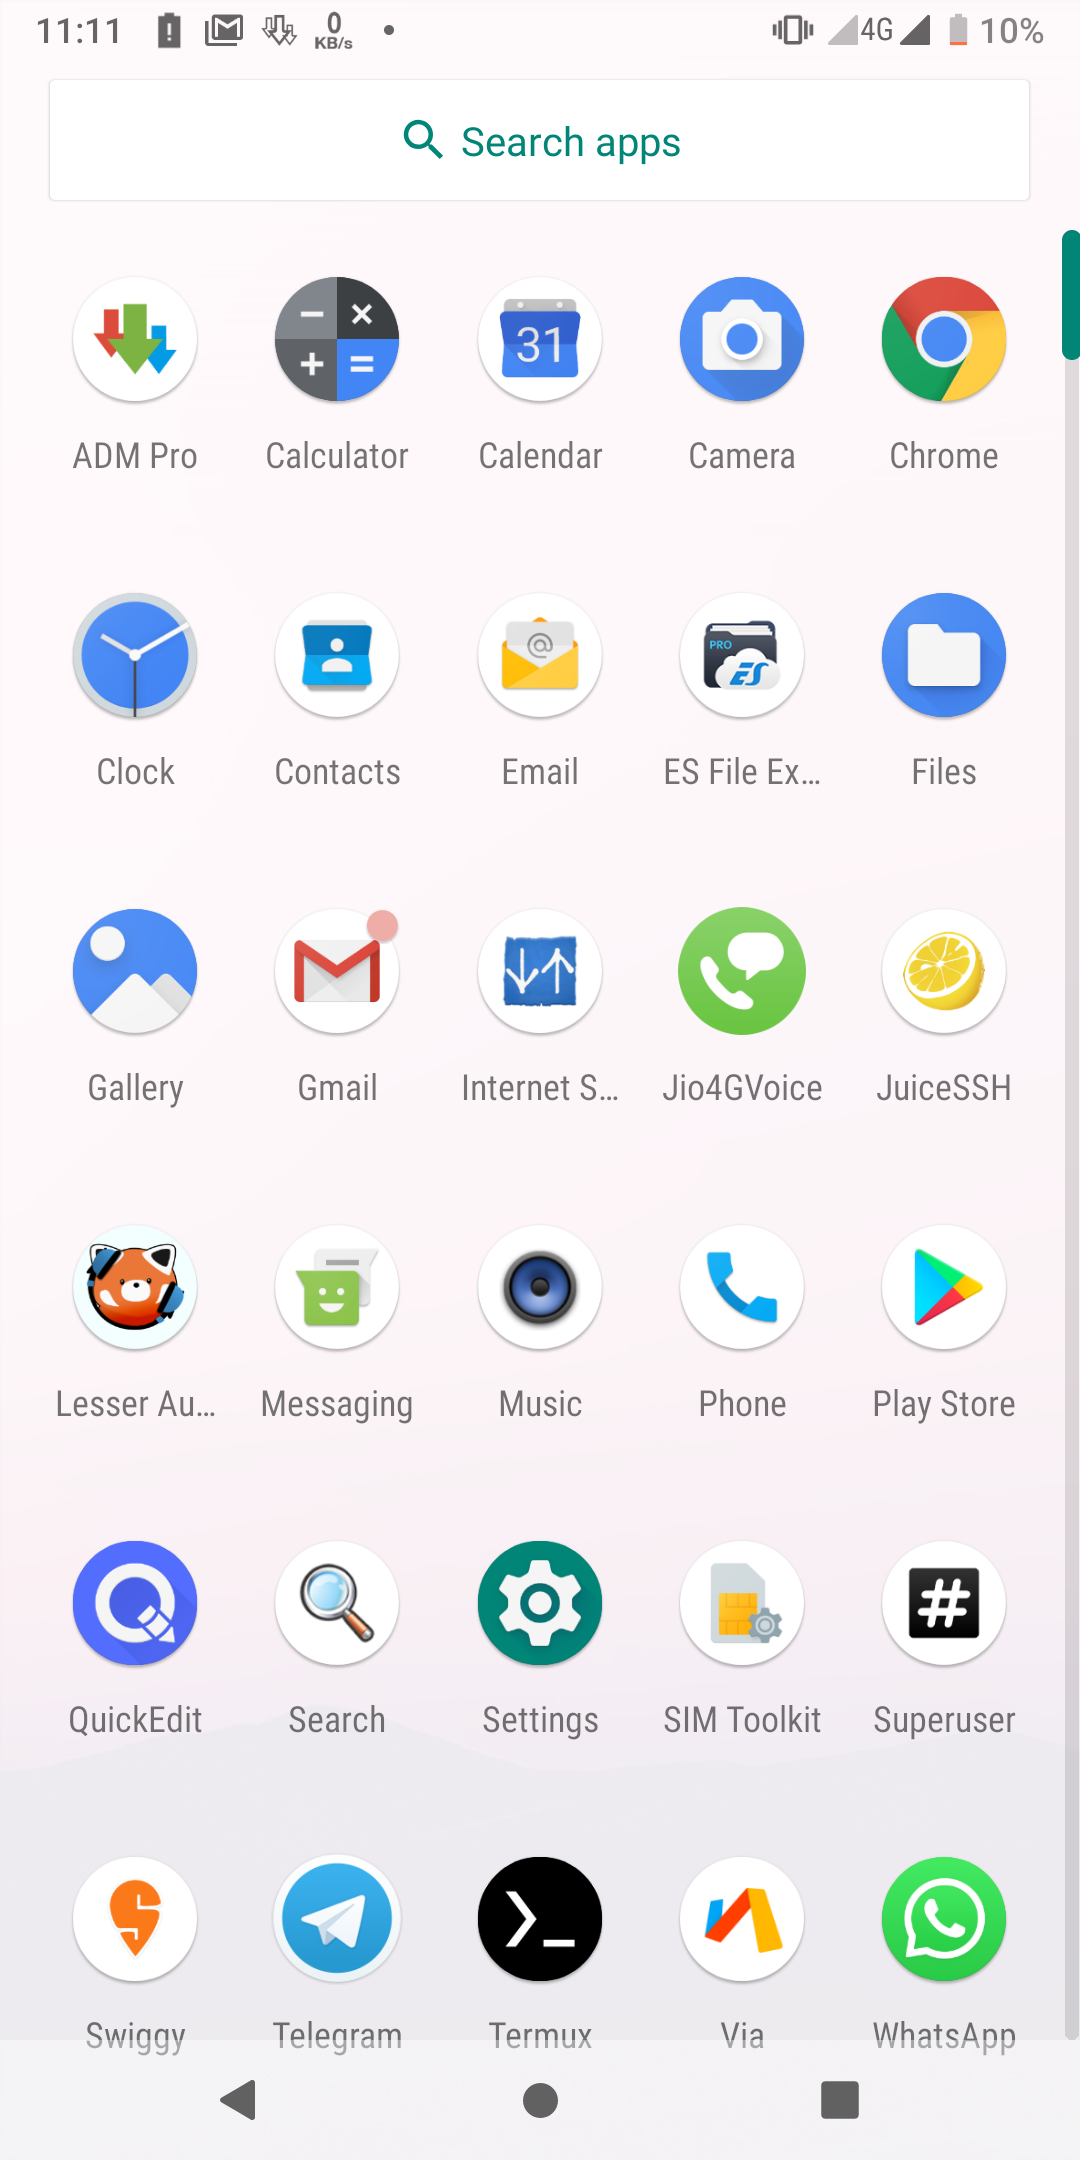 11:11 0 KB/s 4G 10%
Search apps
31
ADM Pro Calculator Calendar Camera Chrome
PRO
ES
Clock Contacts Email ES File Ex... Files
Gallery Gmail Internet S... Jio4GVoice JuiceSSH
Lesser Au... Messaging Music Phone Play Store
QuickEdit Search Settings SIM Toolkit Superuser
Swiggy Telegram Termux Via WhatsApp